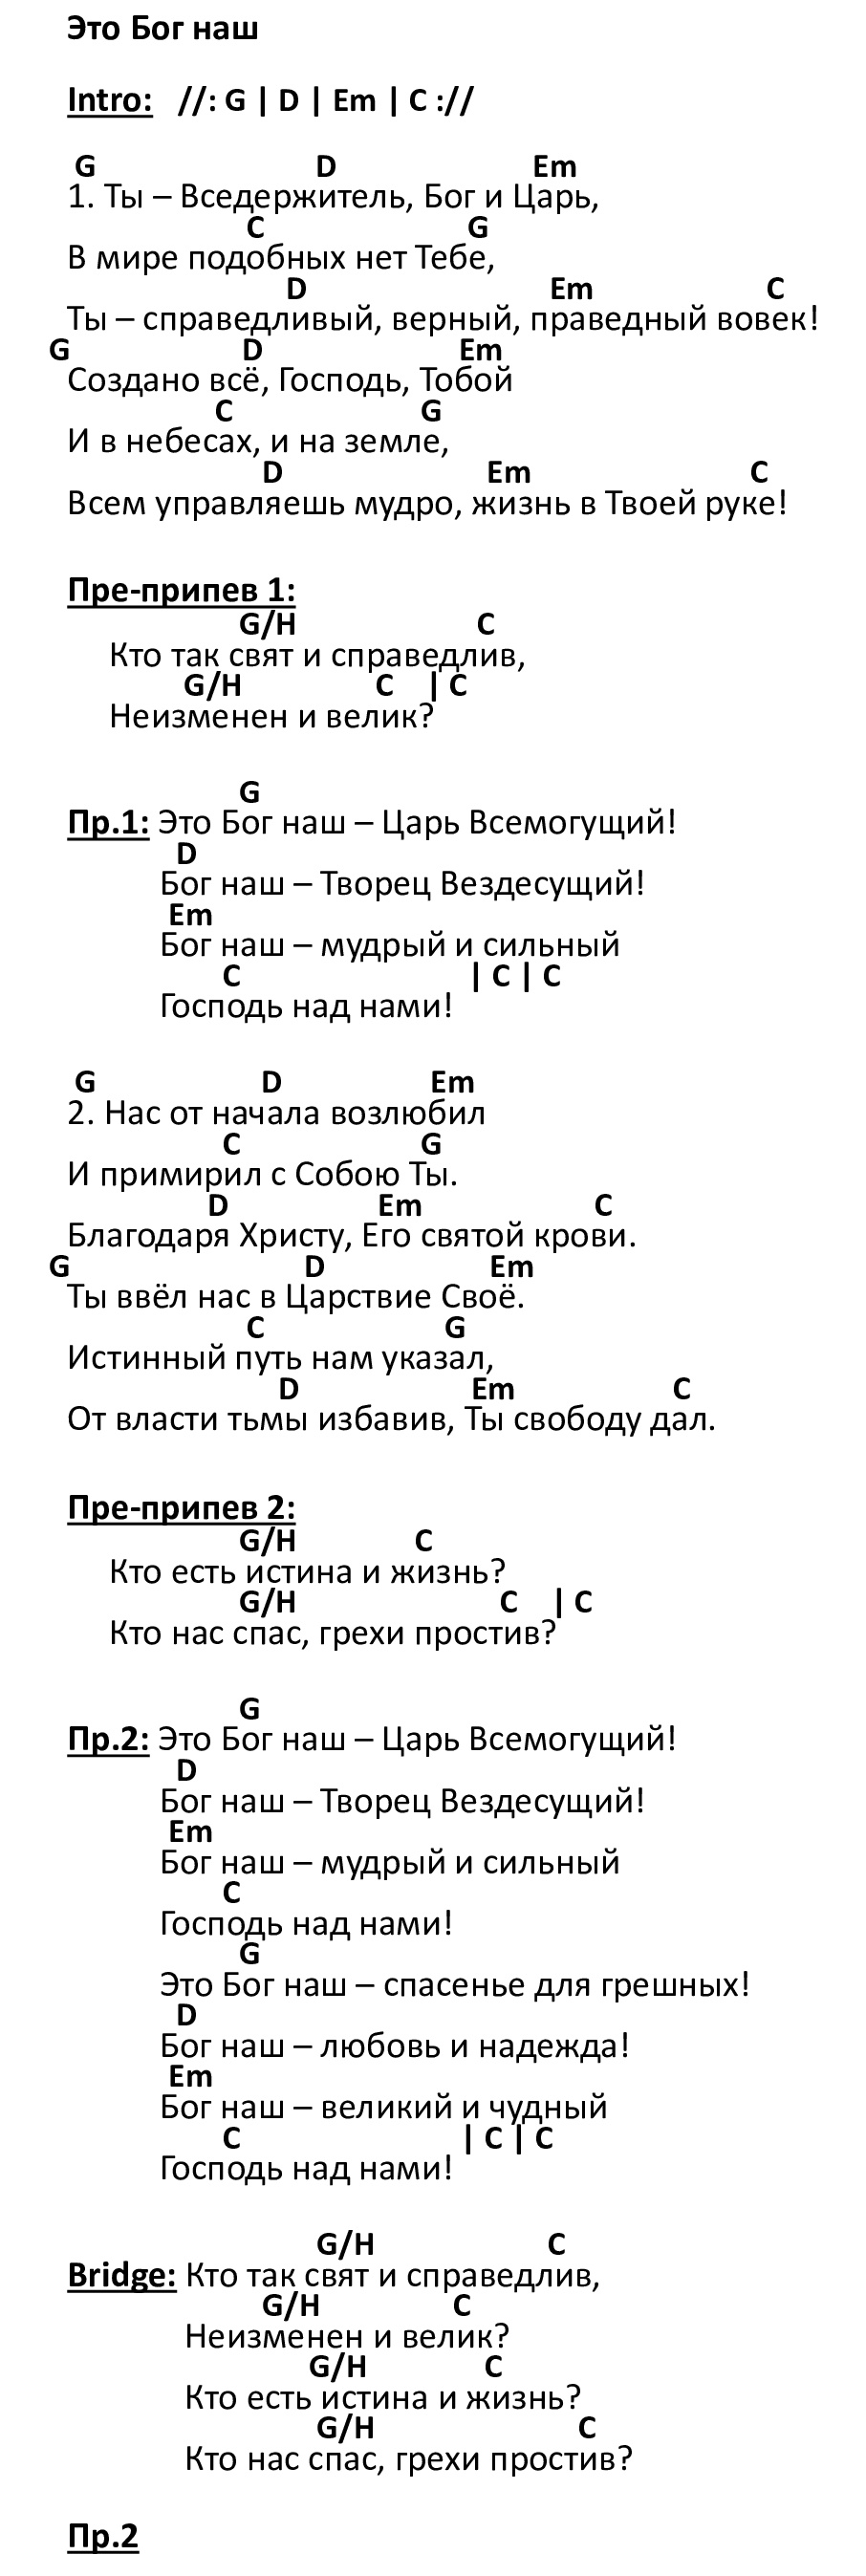 Это Бог наш
Intro: //: G | D | Em | C ://
G D Em
1. Ты – Вседержитель, Бог и Царь,
C G
В мире подобных нет Тебе,
D Em C
Ты – справедливый, верный, праведный вовек!
G D Em
Создано всё, Господь, Тобой
C G
И в небесах, и на земле,
D Em C
Всем управляешь мудро, жизнь в Твоей руке!
Пре-припев 1:
G/H C
Кто так свят и справедлив,
G/H C | C
Неизменен и велик?
G
Пр.1: Это Бог наш – Царь Всемогущий!
D
Бог наш – Творец Вездесущий!
Em
Бог наш – мудрый и сильный
C | C | C
Господь над нами!
G D Em
2. Нас от начала возлюбил
C G
И примирил с Собою Ты.
D Em C
Благодаря Христу, Его святой крови.
G D Em
Ты ввёл нас в Царствие Своё.
C G
Истинный путь нам указал,
D Em C
От власти тьмы избавив, Ты свободу дал.
Пре-припев 2:
G/H C
Кто есть истина и жизнь?
G/H C | C
Кто нас спас, грехи простив?
G
Пр.2: Это Бог наш – Царь Всемогущий!
D
Бог наш – Творец Вездесущий!
Em
Бог наш – мудрый и сильный
C
Господь над нами!
G
Это Бог наш – спасенье для грешных!
D
Бог наш – любовь и надежда!
Em
Бог наш – великий и чудный
C | C | C
Господь над нами!
G/H C
Bridge: Кто так свят и справедлив,
G/H C
Неизменен и велик?
G/H C
Кто есть истина и жизнь?
G/H C
Кто нас спас, грехи простив?
Пр.2